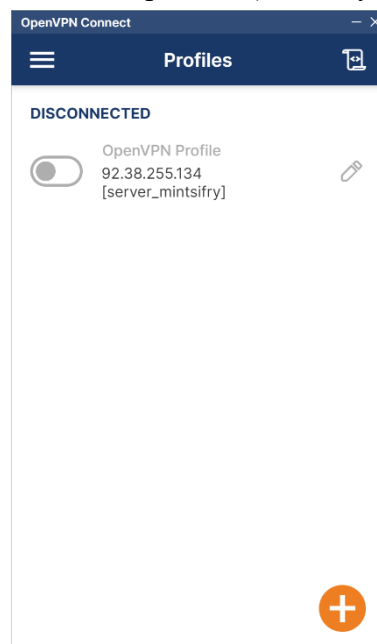 OpenVPN Connect
Profiles
DISCONNECTED
OpenVPN Profile
92.38.255.134
[server_mintsifry]